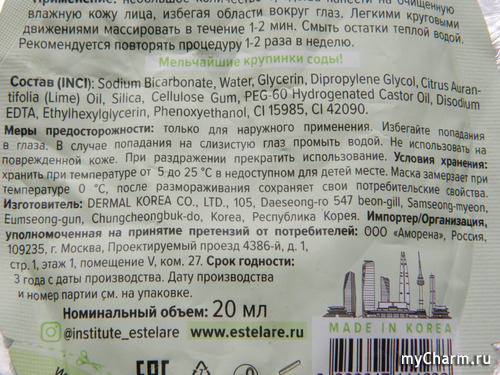 влажную кожу лица, избегая области вокруг глаз. Легкими круговыми
движениями массировать в течение 1-2 мин. Смыть остатки теплой водой.
Рекомендуется повторять процедуру 1-2 раза в неделю.
Мельчайшие крупинки соды!
Состав (INCI): Sodium Bicarbonate, Water, Glycerin, Dipropylene Glycol, Citrus Auran-
tifolia (Lime) Oil, Silica, Cellulose Gum, PEG-60 Hydrogenated Castor Oil, Disodium
EDTA, Ethylhexylglycerin, Phenoxyethanol, CI 15985, CI 42090.
Меры предосторожности: только для наружного применения. Избегайте попадания
в глаза. В случае попадания на слизистую глаз промыть водой. Не использовать на
поврежденной коже. При раздражении прекратить использование. Условия хранения:
хранить при температуре от 5 до 25 °C в недоступном для детей месте. Маска замерзает при
температуре 0 °C, после размораживания сохраняет свои потребительские свойства.
Изготовитель: DERMAL KOREA CO., LTD., 105, Daeseong-ro 547 beon-gill, Samseong-myeon,
Eumseong-gun, Chungcheongbuk-do, Korea, Республика Корея. Импортер/Организация,
уполномоченная на принятие претензий от потребителей: ООО «Аморена», Россия,
109235, г. Москва, Проектируемый проезд 4386-й, д. 1,
стр. 1, этаж 1, помещение V, ком. 27. Срок годности:
3 года с даты производства. Дату производства
и номер партии см. на упаковке.
Номинальный объем: 20 мл
@institute_estelare www.estelare.ru
MADE IN KOREA
EAC
myCharm.ru